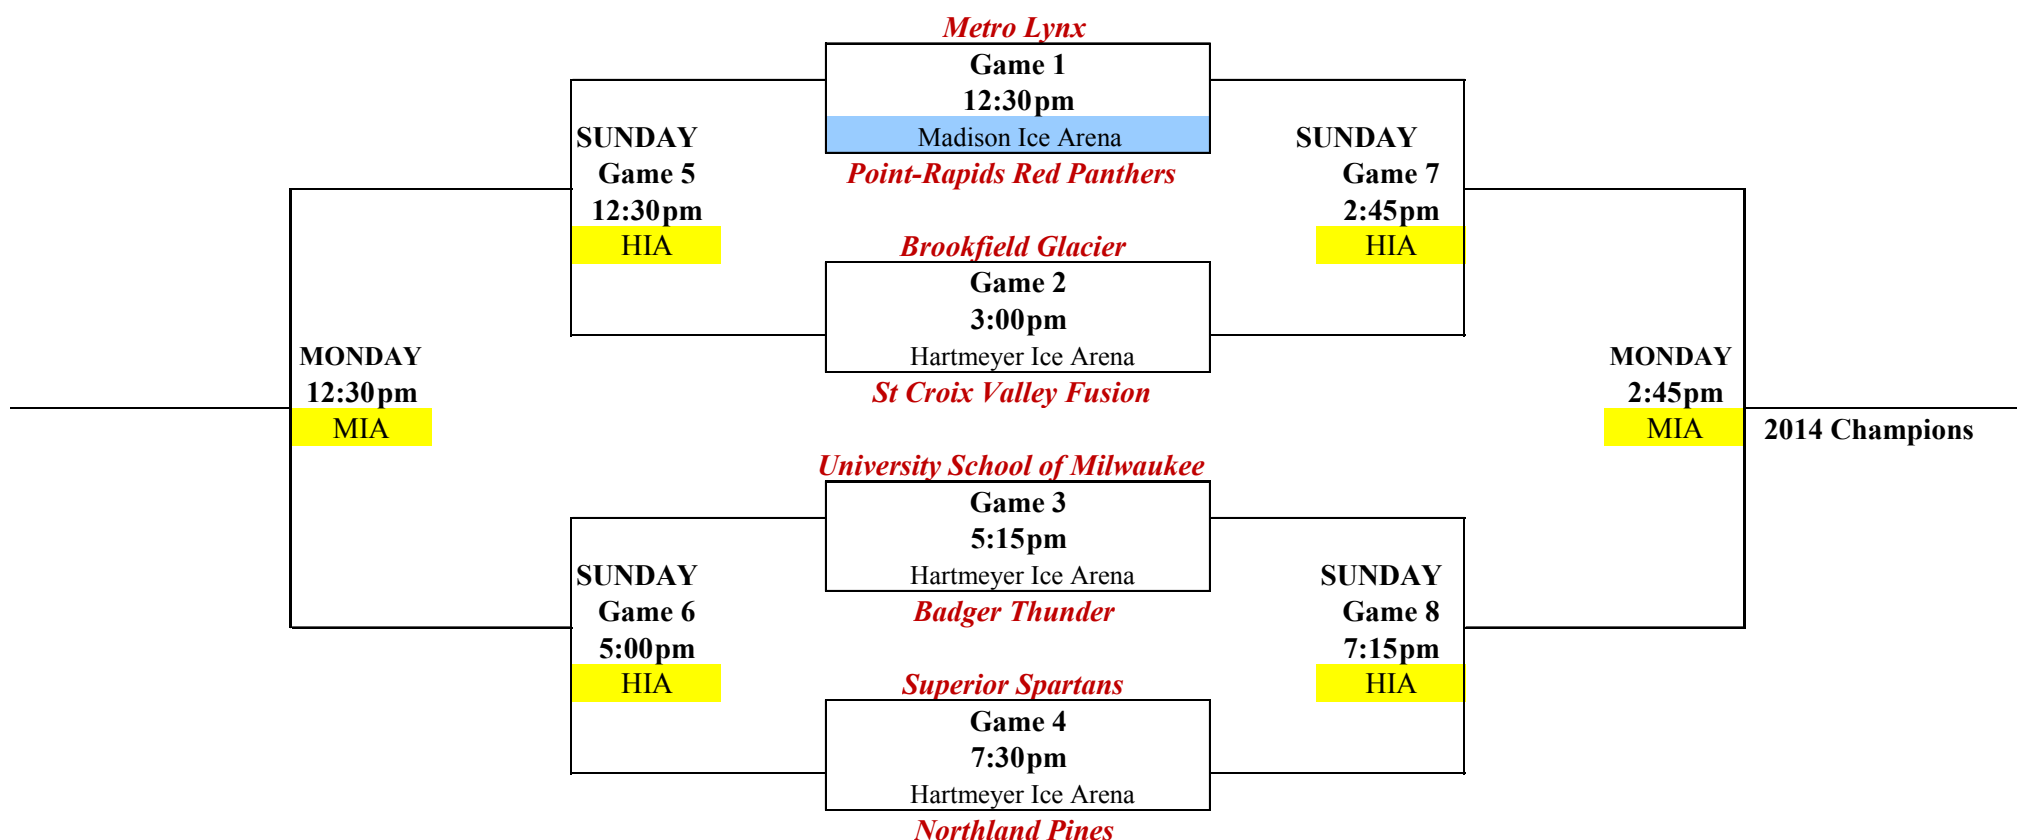 Metro Lynx
Game 1
12:30pm
Madison Ice Arena
Point-Rapids Red Panthers
SUNDAY
Game 5
12:30pm
HIA
SUNDAY
Game 7
2:45pm
HIA
Brookfield Glacier
Game 2
3:00pm
Hartmeyer Ice Arena
St Croix Valley Fusion
MONDAY
12:30pm
MIA
MONDAY
2:45pm
MIA
2014 Champions
University School of Milwaukee
Game 3
5:15pm
Hartmeyer Ice Arena
Badger Thunder
SUNDAY
Game 6
5:00pm
HIA
SUNDAY
Game 8
7:15pm
HIA
Superior Spartans
Game 4
7:30pm
Hartmeyer Ice Arena
Northland Pines